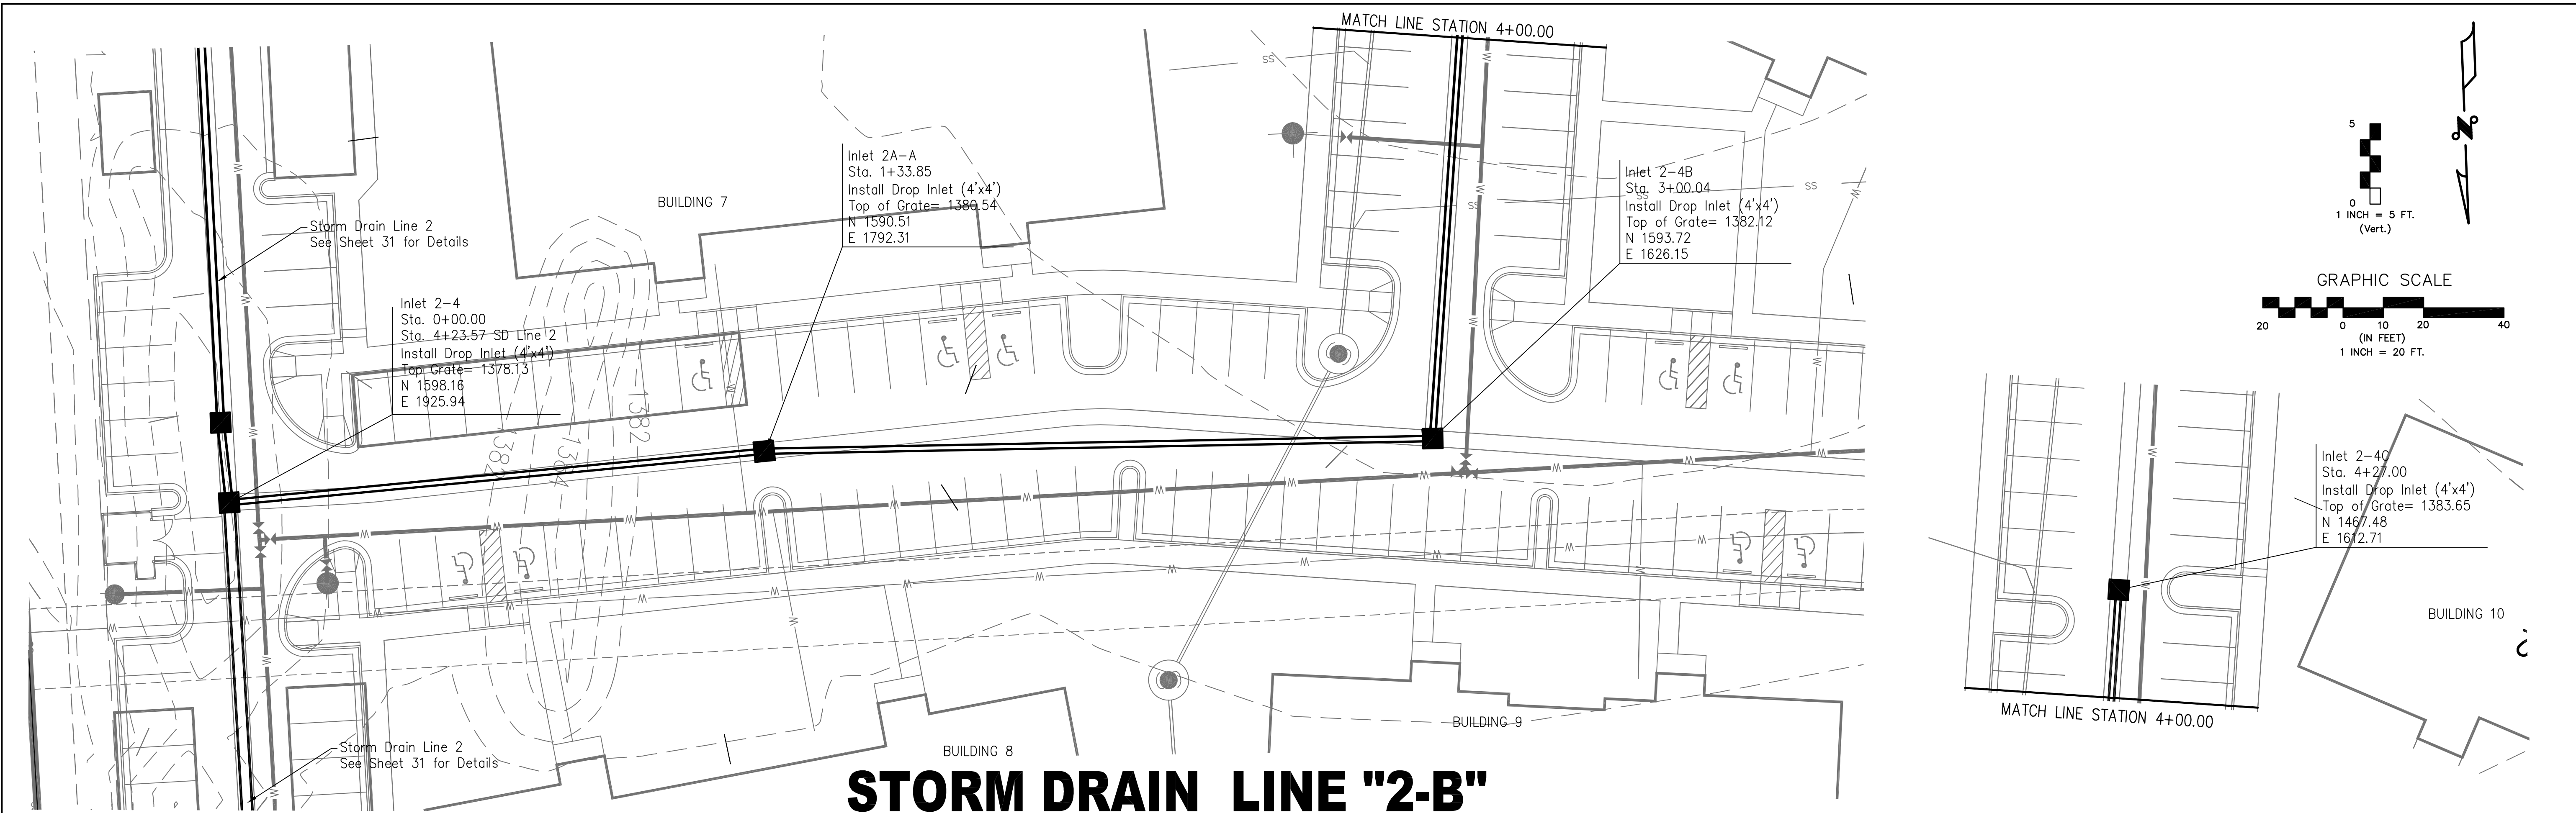 MATCH LINE STATION 4+00.00
Inlet 2A-A
Sta. 1+33.85
Install Drop Inlet (4'x4')
Top of Grate= 1380.54
N 1590.51
E 1792.31
BUILDING 7
Inlet 2-4B
Sta. 3+00.04
Install Drop Inlet (4'x4')
Top of Grate= 1382.12
N 1593.72
E 1626.15
SS
SS
SS
SS
Storm Drain Line 2
See Sheet 31 for Details
Inlet 2-4
Sta. 0+00.00
Sta. 4+23.57 SD Line 2
Install Drop Inlet (4'x4')
Top Grate= 1378.13
N 1598.16
E 1925.94
1382
1384
1382
5
0
1 INCH = 5 FT.
(Vert.)
N
GRAPHIC SCALE
20 0 10 20 40
(IN FEET)
1 INCH = 20 FT.
Inlet 2-4C
Sta. 4+27.00
Install Drop Inlet (4'x4')
Top of Grate= 1383.65
N 1467.48
E 1612.71
BUILDING 10
MATCH LINE STATION 4+00.00
BUILDING 9
BUILDING 8
Storm Drain Line 2
See Sheet 31 for Details
STORM DRAIN LINE "2-B"